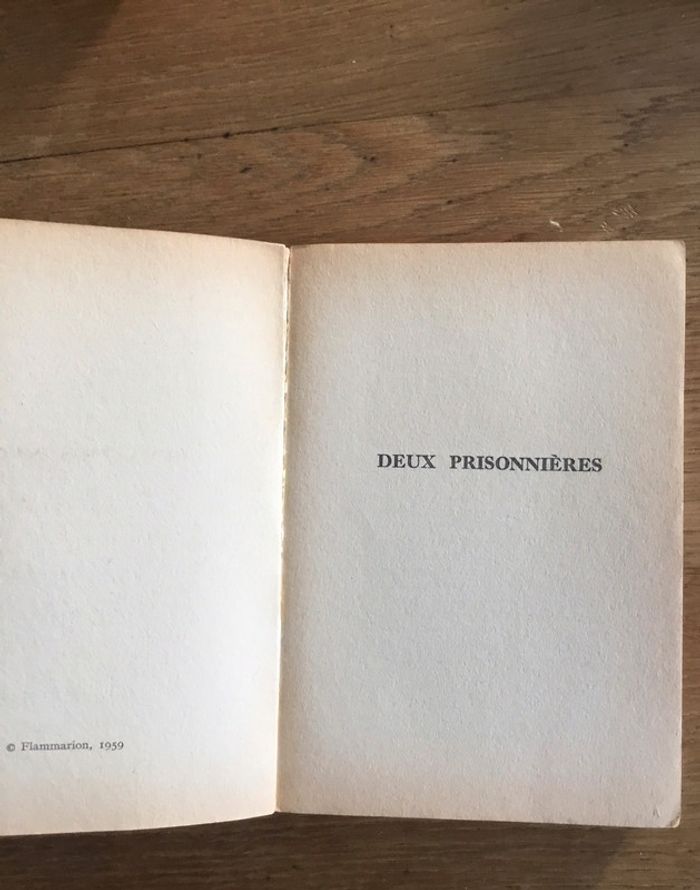 © Flammarion, 1959
DEUX PRISONNIÈRES